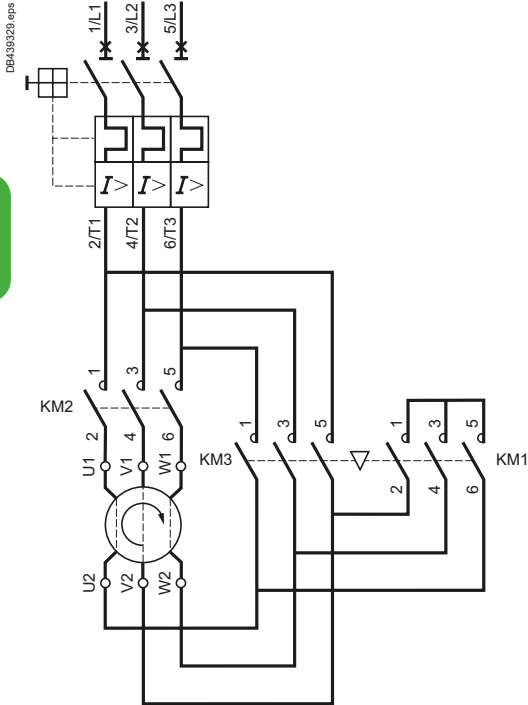 DB439329.eps
1/L1 3/L2 5/L3
I> I> I>
2/T1 4/T2 6/T3
KM2
1 3 5
2 4 6
U1 V1 W1
U2 V2 W2
KM3
1 3 5
KM1
1 3 5
2 4 6